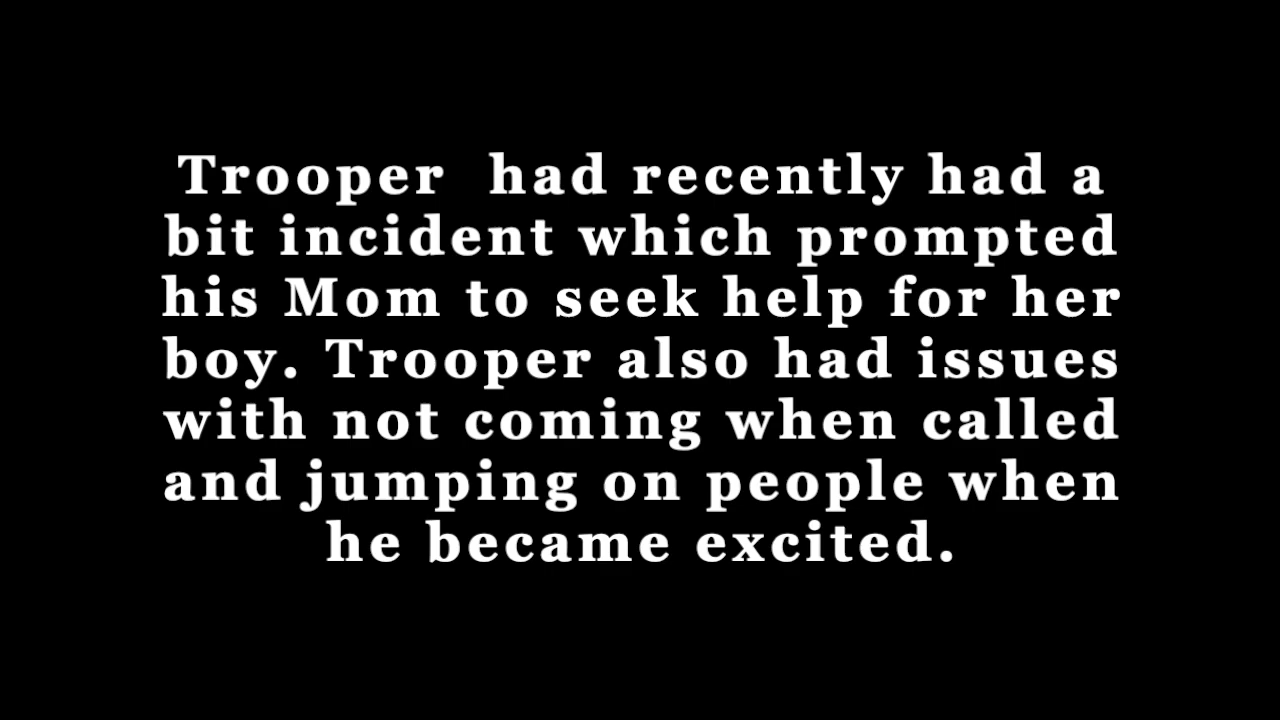 Trooper  had recently had a
bit incident which prompted
his Mom to seek help for her
boy. Trooper also had issues
with not coming when called
and jumping on people when
he became excited.